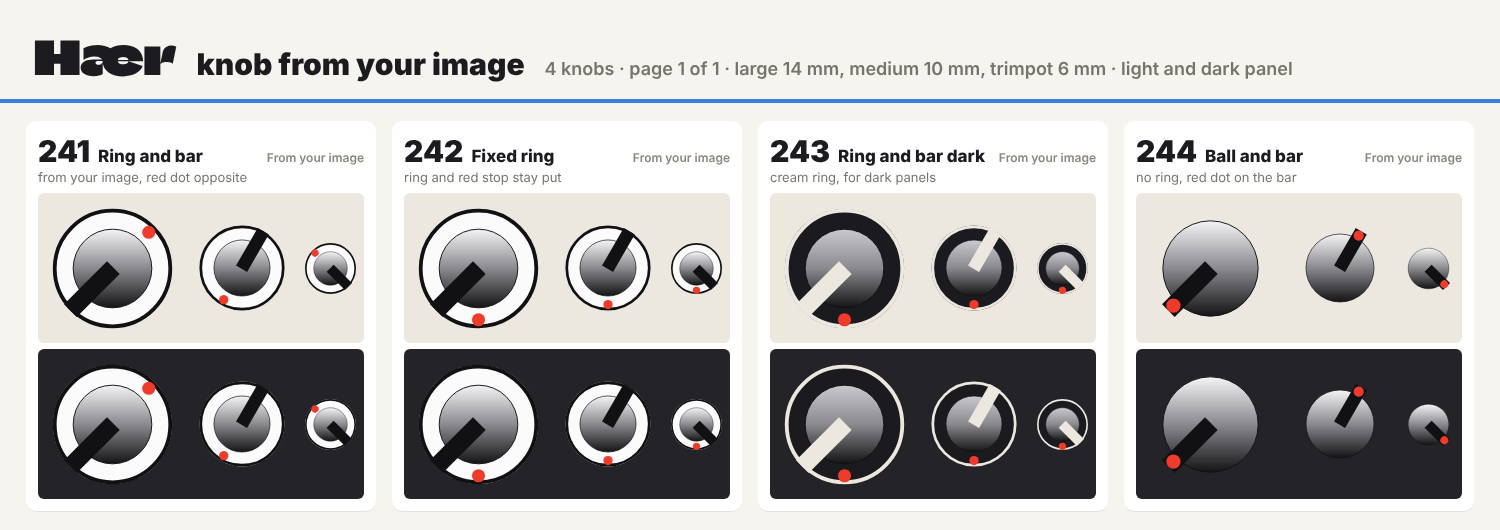 Hær knob from your image 4 knobs · page 1 of 1 · large 14 mm, medium 10 mm, trimpot 6 mm · light and dark panel
241 Ring and bar From your image
from your image, red dot opposite
242 Fixed ring From your image
ring and red stop stay put
243 Ring and bar dark From your image
cream ring, for dark panels
244 Ball and bar From your image
no ring, red dot on the bar